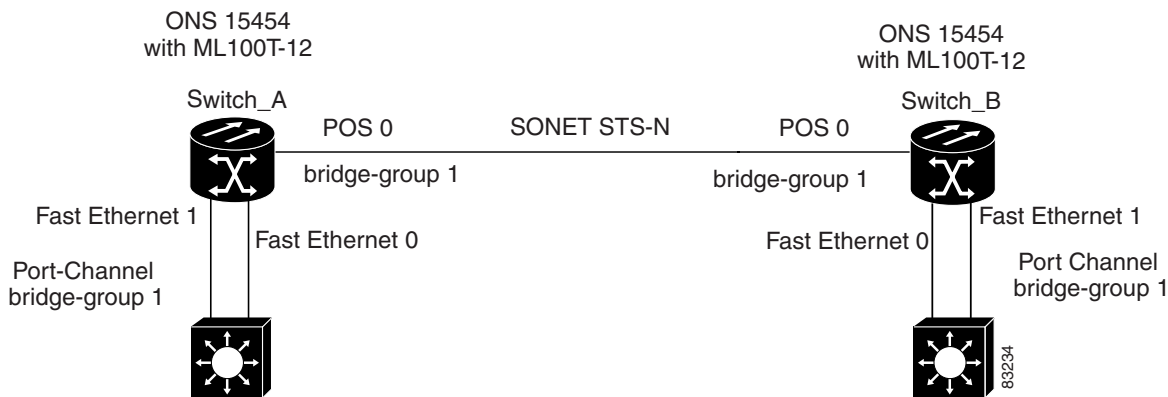 ONS 15454
with ML100T-12
ONS 15454
with ML100T-12
Switch_A
Switch_B
POS 0
SONET STS-N
POS 0
bridge-group 1
bridge-group 1
Fast Ethernet 1
Fast Ethernet 0
Fast Ethernet 0
Fast Ethernet 1
Port-Channel
bridge-group 1
Port Channel
bridge-group 1
83234